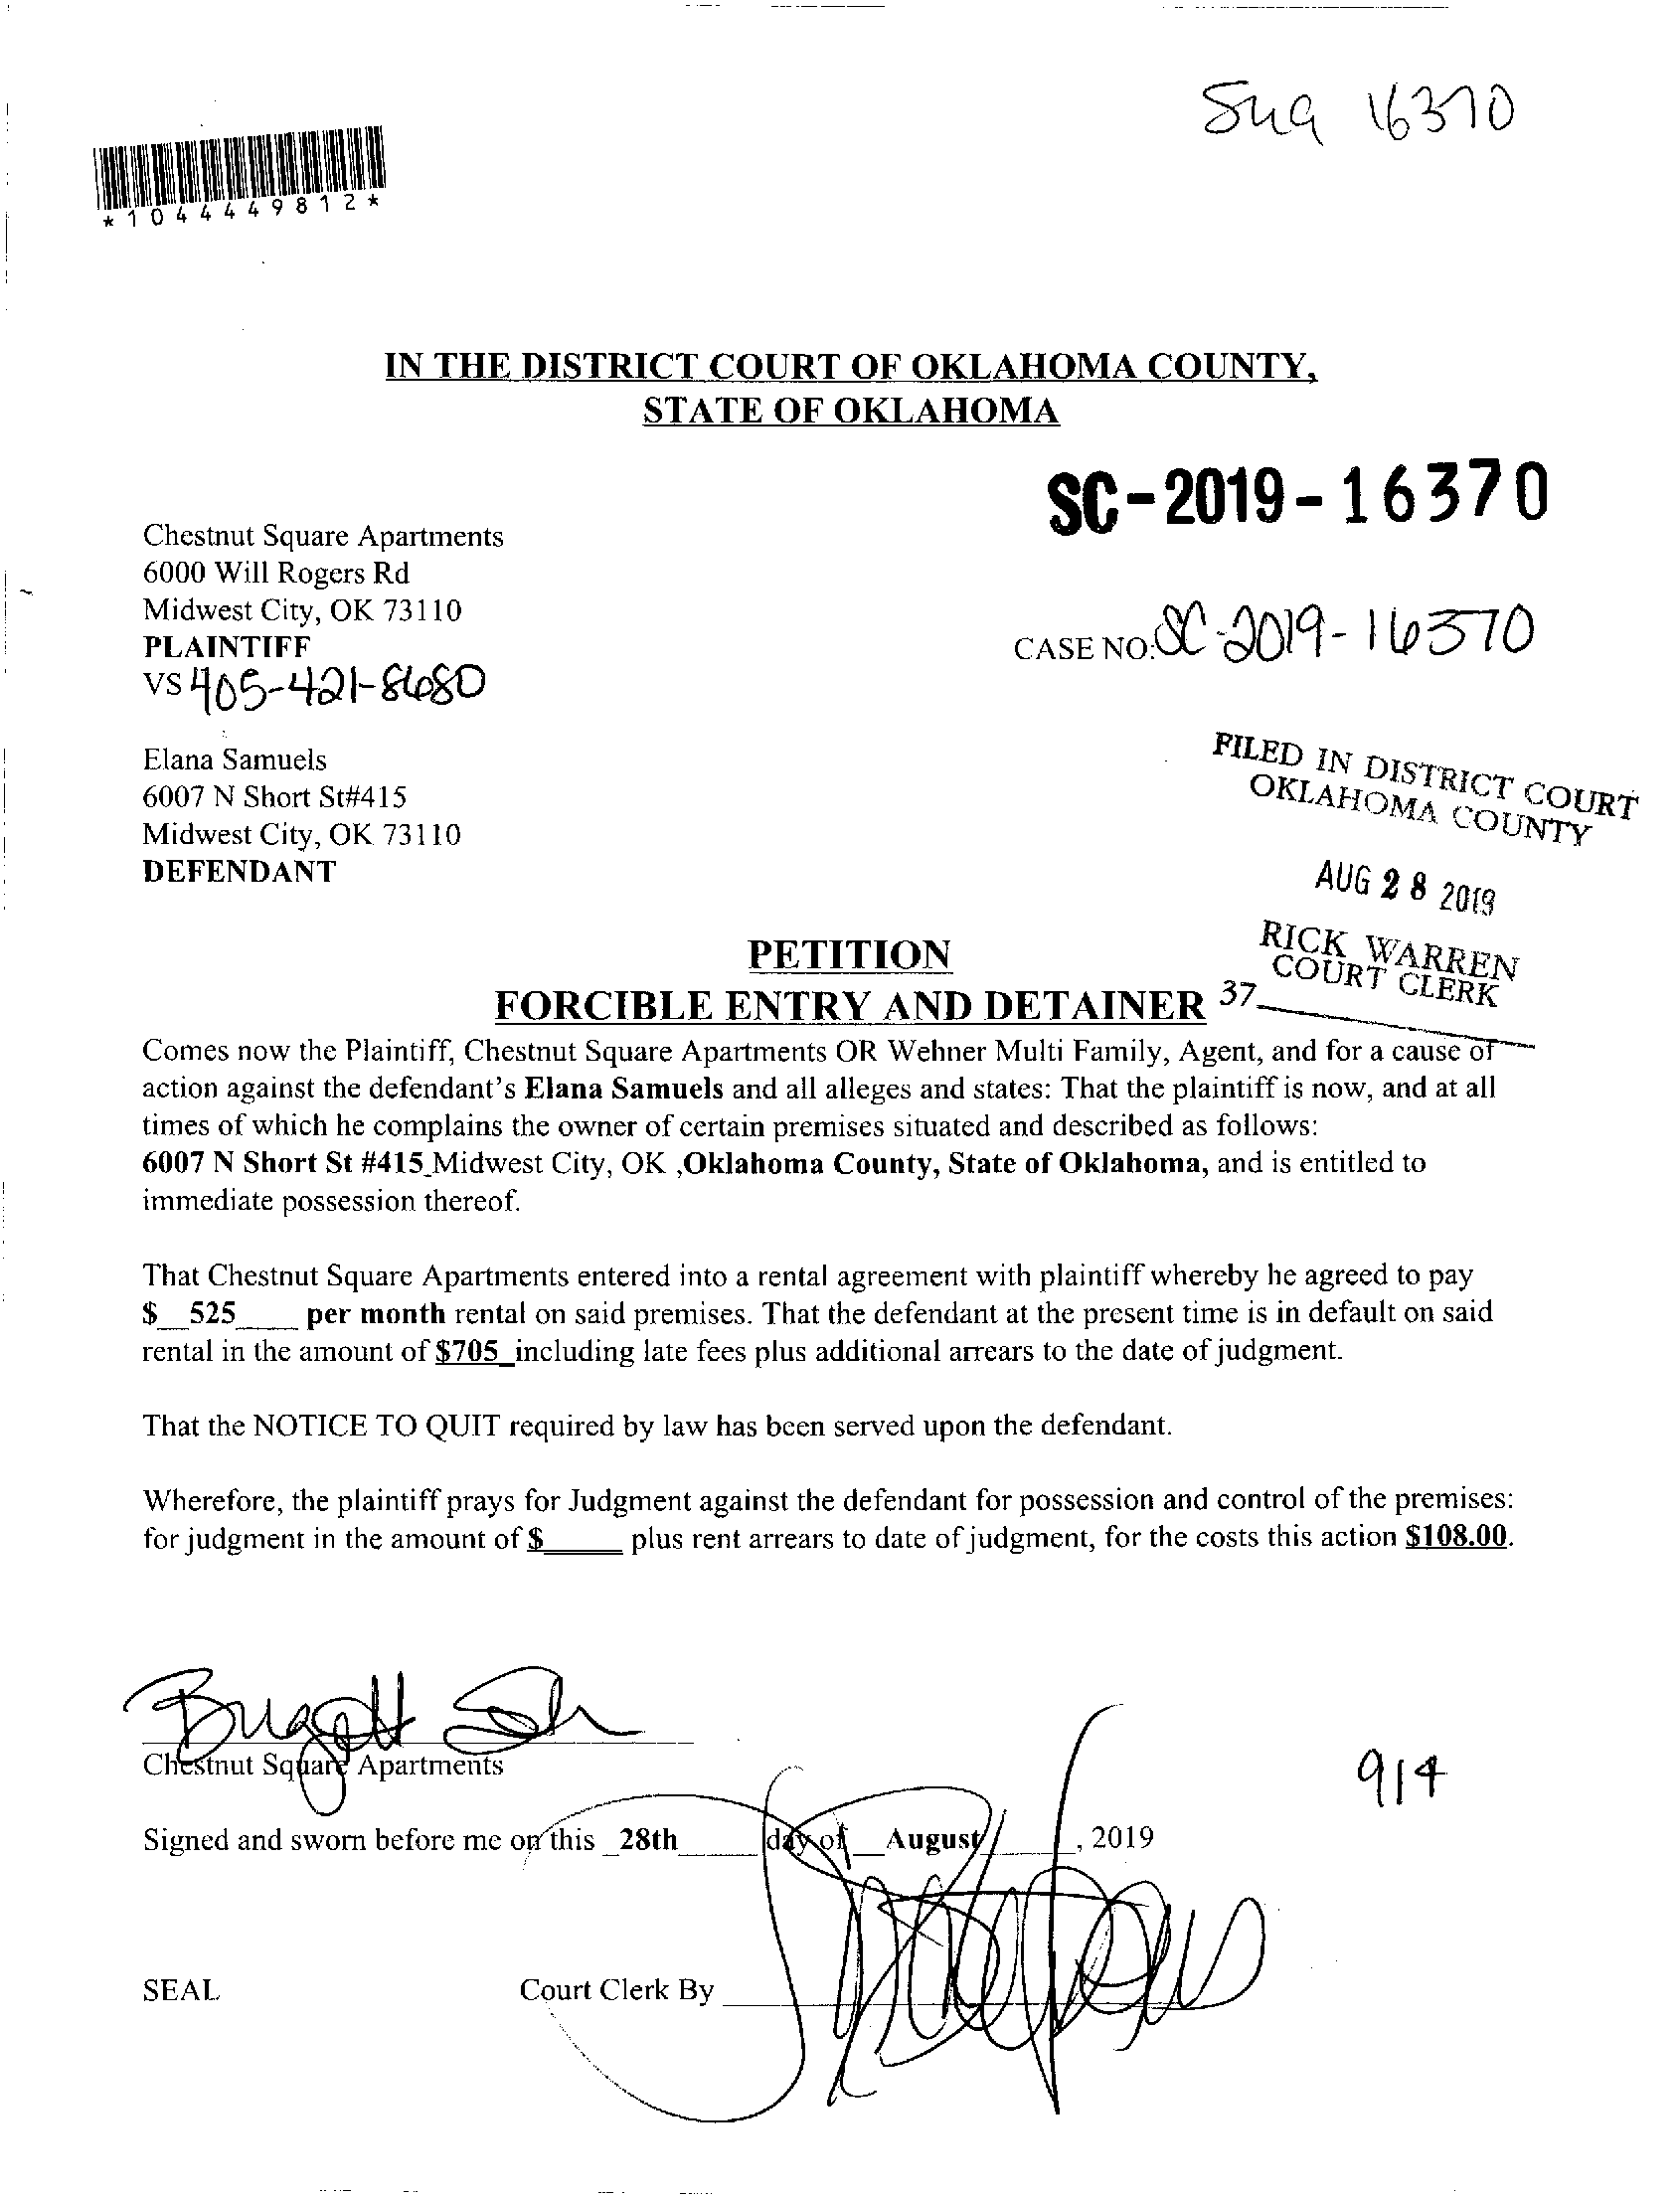 16370
*1044449812*
IN THE DISTRICT COURT OF OKLAHOMA COUNTY,
STATE OF OKLAHOMA
SC-2019-16370
Chestnut Square Apartments
6000 Will Rogers Rd
Midwest City, OK 73110
PLAINTIFF
CASE NO: SC-2019-16370
VS 405-421-8680
Elana Samuels
6007 N Short St#415
Midwest City, OK 73110
DEFENDANT
FILED IN DISTRICT COURT
OKLAHOMA COUNTY
AUG 28 2019
RICK WARREN
COURT CLERK
37
PETITION
FORCIBLE ENTRY AND DETAINER
Comes now the Plaintiff, Chestnut Square Apartments OR Wehner Multi Family, Agent, and for a cause of
action against the defendant's Elana Samuels and all alleges and states: That the plaintiff is now, and at all
times of which he complains the owner of certain premises situated and described as follows:
6007 N Short St #415_Midwest City, OK ,Oklahoma County, State of Oklahoma, and is entitled to
immediate possession thereof.
That Chestnut Square Apartments entered into a rental agreement with plaintiff whereby he agreed to pay
$__525____ per month rental on said premises. That the defendant at the present time is in default on said
rental in the amount of $705_including late fees plus additional arrears to the date of judgment.
That the NOTICE TO QUIT required by law has been served upon the defendant.
Wherefore, the plaintiff prays for Judgment against the defendant for possession and control of the premises:
for judgment in the amount of $_____ plus rent arrears to date of judgment, for the costs this action $108.00.
Chestnut Square Apartments
914
Signed and sworn before me on this _28th_____ day of __August______, 2019
SEAL
Court Clerk By